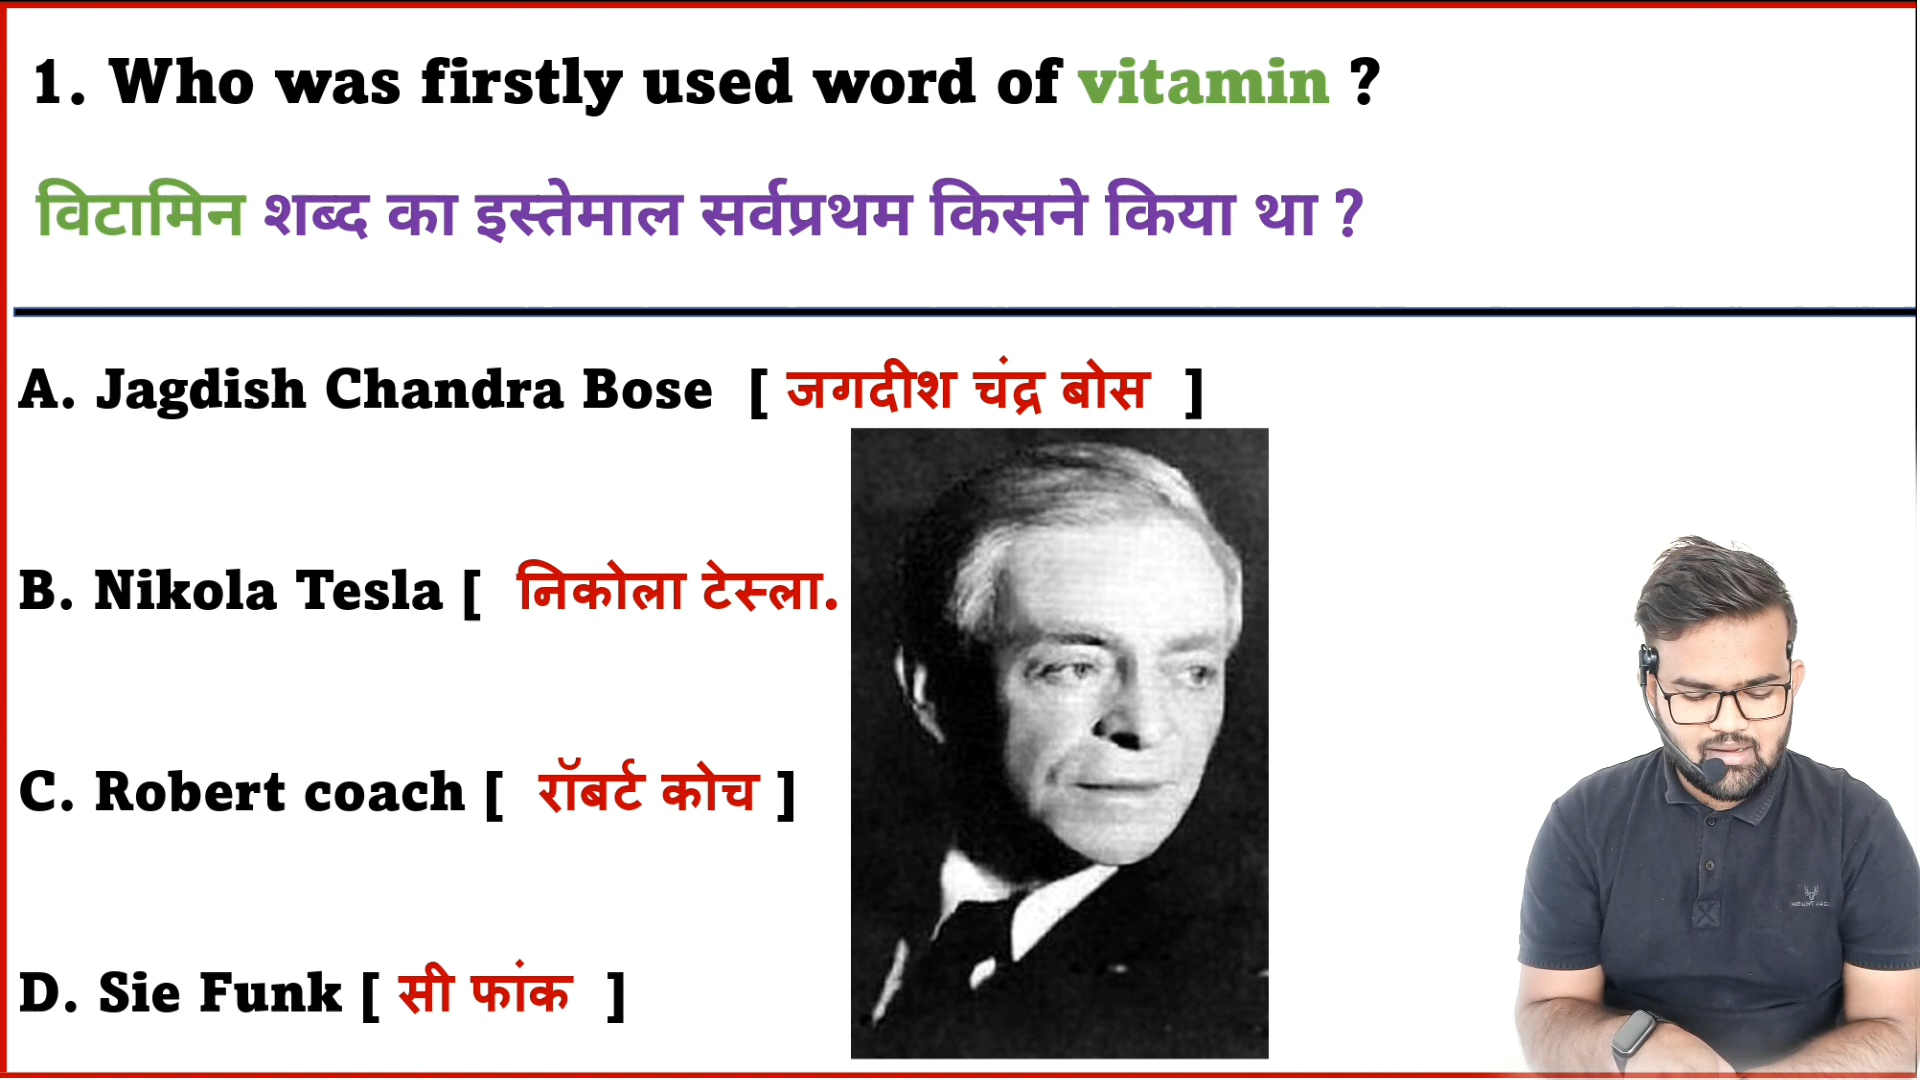 1. Who was firstly used word of vitamin ?
विटामिन शब्द का इस्तेमाल सर्वप्रथम किसने किया था ?
A. Jagdish Chandra Bose [ जगदीश चंद्र बोस ]
B. Nikola Tesla [ निकोला टेस्ला.
C. Robert coach [ रॉबर्ट कोच ]
D. Sie Funk [ सी फांक ]